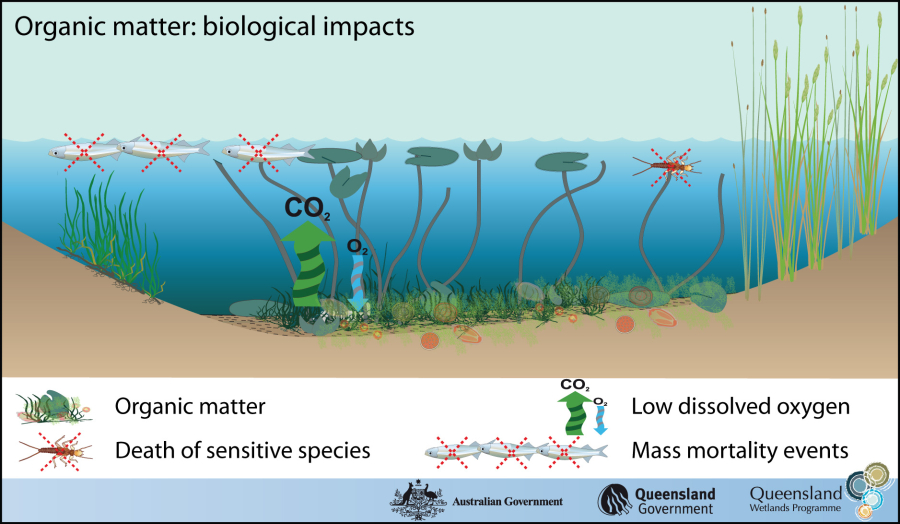 Organic matter: biological impacts
CO₂
O₂
Organic matter
Death of sensitive species
CO₂
O₂
Low dissolved oxygen
Mass mortality events
Australian Government
Queensland
Government
Queensland
Wetlands Programme